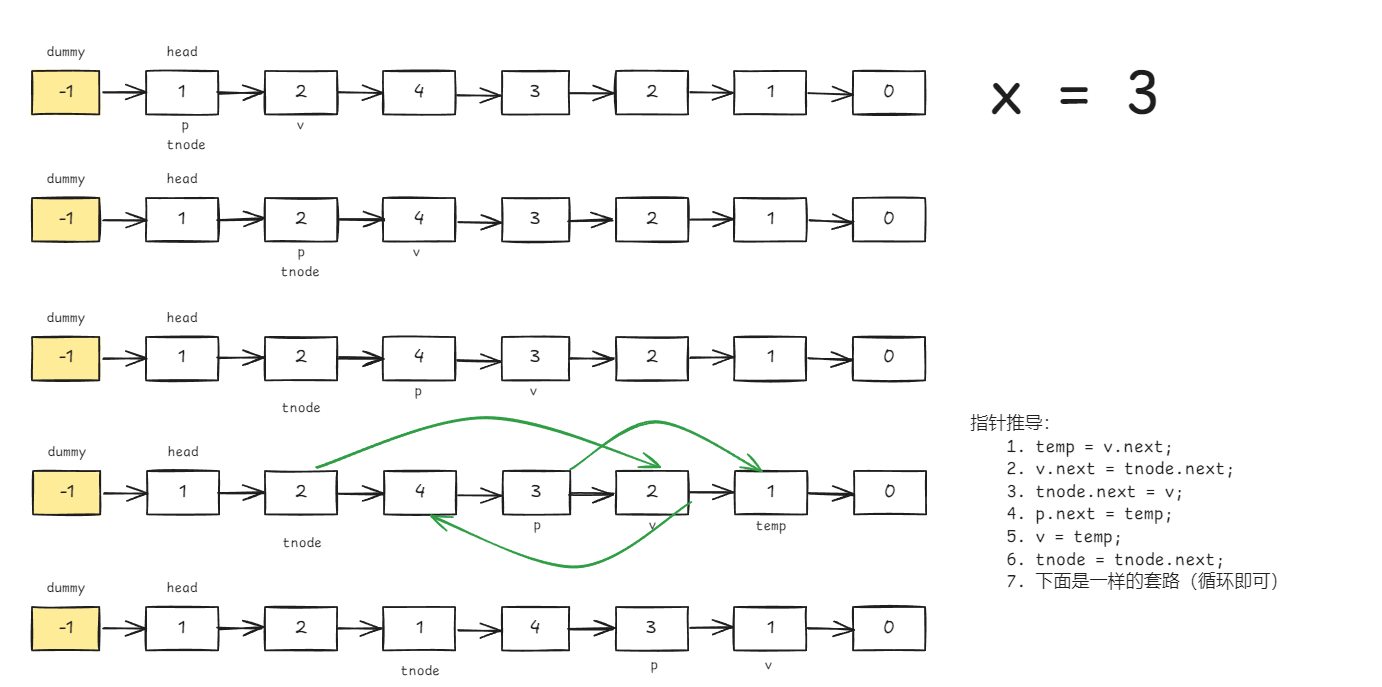 dummy head
-1 1 2 4 3 2 1 0
x = 3
p v
tnode
dummy head
-1 1 2 4 3 2 1 0
p v
tnode
dummy head
-1 1 2 4 3 2 1 0
p v
tnode
dummy head
-1 1 2 4 3 2 1 0
p v temp
tnode
指针推导：
1. temp = v.next;
2. v.next = tnode.next;
3. tnode.next = v;
4. p.next = temp;
5. v = temp;
6. tnode = tnode.next;
7. 下面是一样的套路（循环即可）
dummy head
-1 1 2 1 4 3 1 0
p v
tnode